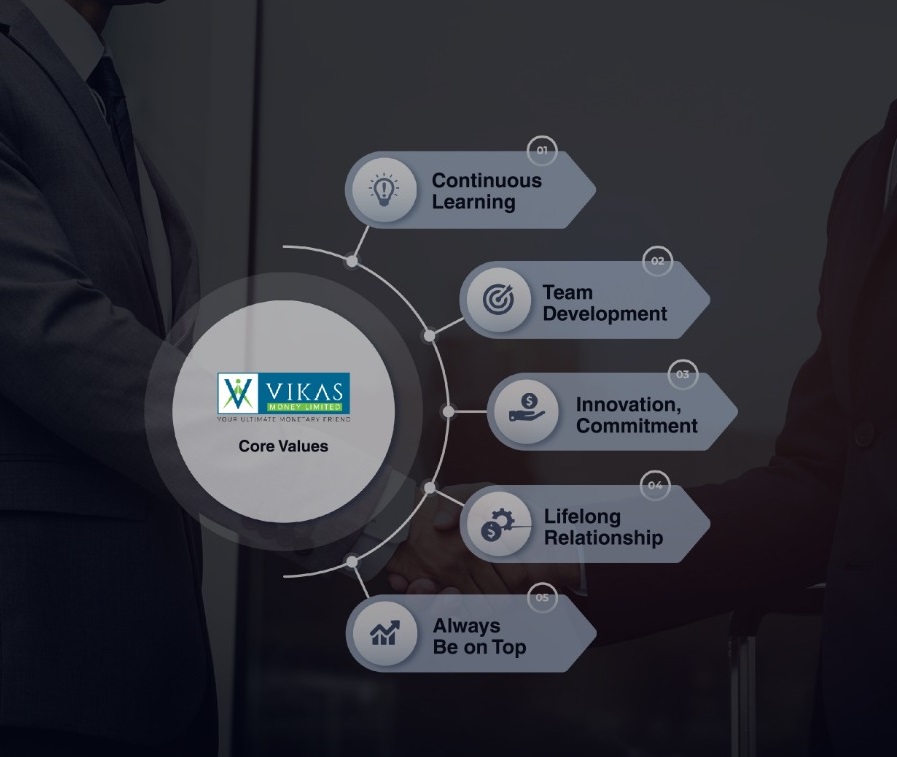 01
Continuous
Learning
02
Team
Development
03
Innovation,
Commitment
VIKAS
MONEY LIMITED
YOUR ULTIMATE MONETARY FRIEND
Core Values
04
Lifelong
Relationship
05
Always
Be on Top